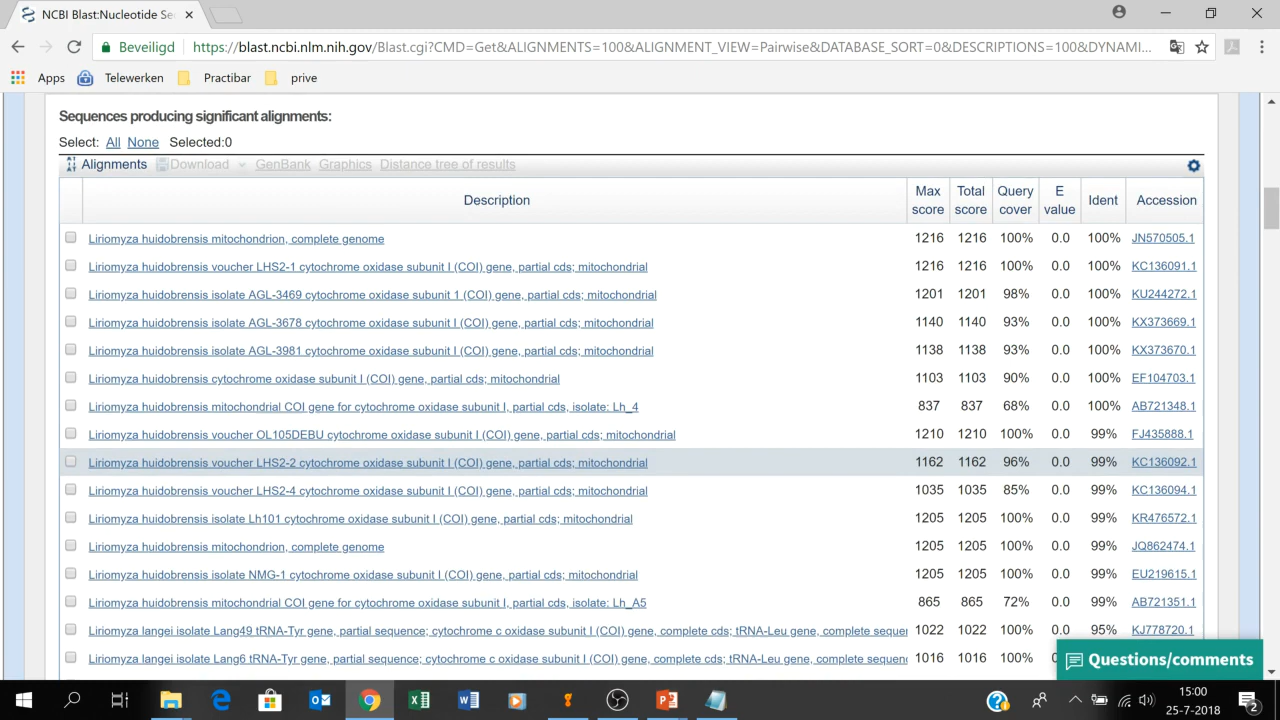 NCBI Blast:Nucleotide Se
Beveiligd https://blast.ncbi.nlm.nih.gov/Blast.cgi?CMD=Get&ALIGNMENTS=100&ALIGNMENT_VIEW=Pairwise&DATABASE_SORT=0&DESCRIPTIONS=100&DYNAMI...
Apps Telewerken Practibar prive
Sequences producing significant alignments:
Select: All None Selected:0
Alignments Download GenBank Graphics Distance tree of results
Description Max score Total score Query cover E value Ident Accession
Liriomyza huidobrensis mitochondrion, complete genome 1216 1216 100% 0.0 100% JN570505.1
Liriomyza huidobrensis voucher LHS2-1 cytochrome oxidase subunit I (COI) gene, partial cds; mitochondrial 1216 1216 100% 0.0 100% KC136091.1
Liriomyza huidobrensis isolate AGL-3469 cytochrome oxidase subunit 1 (COI) gene, partial cds; mitochondrial 1201 1201 98% 0.0 100% KU244272.1
Liriomyza huidobrensis isolate AGL-3678 cytochrome oxidase subunit I (COI) gene, partial cds; mitochondrial 1140 1140 93% 0.0 100% KX373669.1
Liriomyza huidobrensis isolate AGL-3981 cytochrome oxidase subunit I (COI) gene, partial cds; mitochondrial 1138 1138 93% 0.0 100% KX373670.1
Liriomyza huidobrensis cytochrome oxidase subunit I (COI) gene, partial cds; mitochondrial 1103 1103 90% 0.0 100% EF104703.1
Liriomyza huidobrensis mitochondrial COI gene for cytochrome oxidase subunit I, partial cds, isolate: Lh_4 837 837 68% 0.0 100% AB721348.1
Liriomyza huidobrensis voucher OL105DEBU cytochrome oxidase subunit I (COI) gene, partial cds; mitochondrial 1210 1210 100% 0.0 99% FJ435888.1
Liriomyza huidobrensis voucher LHS2-2 cytochrome oxidase subunit I (COI) gene, partial cds; mitochondrial 1162 1162 96% 0.0 99% KC136092.1
Liriomyza huidobrensis voucher LHS2-4 cytochrome oxidase subunit I (COI) gene, partial cds; mitochondrial 1035 1035 85% 0.0 99% KC136094.1
Liriomyza huidobrensis isolate Lh101 cytochrome oxidase subunit I (COI) gene, partial cds; mitochondrial 1205 1205 100% 0.0 99% KR476572.1
Liriomyza huidobrensis mitochondrion, complete genome 1205 1205 100% 0.0 99% JQ862474.1
Liriomyza huidobrensis isolate NMG-1 cytochrome oxidase subunit I (COI) gene, partial cds; mitochondrial 1205 1205 100% 0.0 99% EU219615.1
Liriomyza huidobrensis mitochondrial COI gene for cytochrome oxidase subunit I, partial cds, isolate: Lh_A5 865 865 72% 0.0 99% AB721351.1
Liriomyza langei isolate Lang49 tRNA-Tyr gene, partial sequence; cytochrome c oxidase subunit I (COI) gene, complete cds; tRNA-Leu gene, complete sequen 1022 1022 100% 0.0 95% KJ778720.1
Liriomyza langei isolate Lang6 tRNA-Tyr gene, partial sequence; cytochrome c oxidase subunit I (COI) gene, complete cds; tRNA-Leu gene, complete sequenc 1016 1016 100%
Questions/comments
15:00
25-7-2018
2